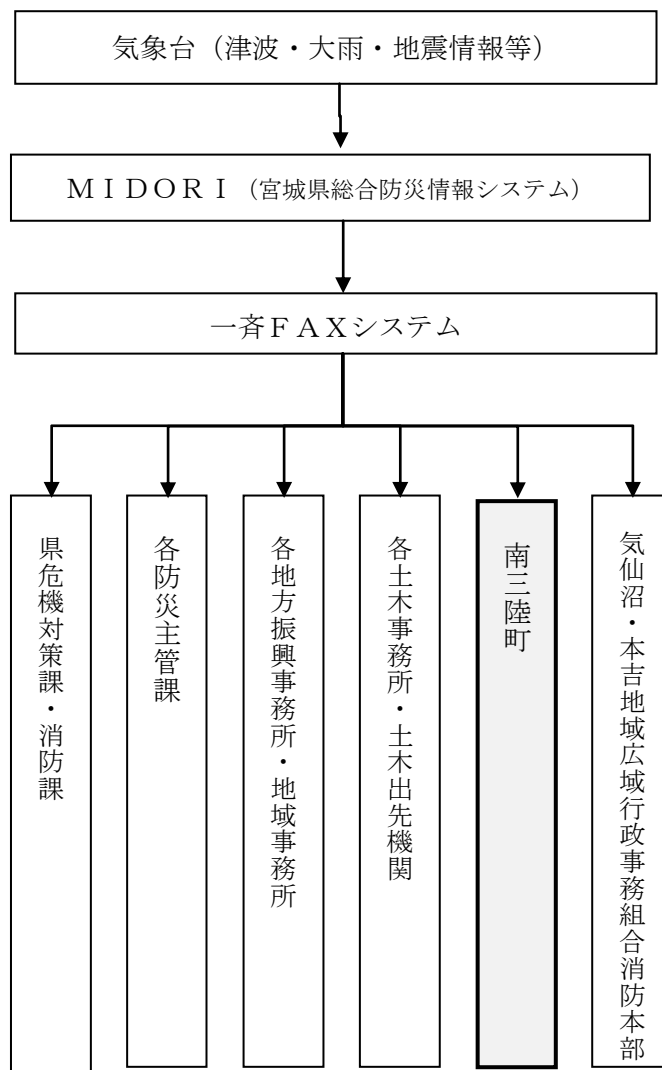 気象台（津波・大雨・地震情報等）
ＭＩＤＯＲＩ（宮城県総合防災情報システム）
一斉ＦＡＸシステム
県危機対策課・消防課
各防災主管課
各地方振興事務所・地域事務所
各土木事務所・土木出先機関
南三陸町
気仙沼・本吉地域広域行政事務組合消防本部